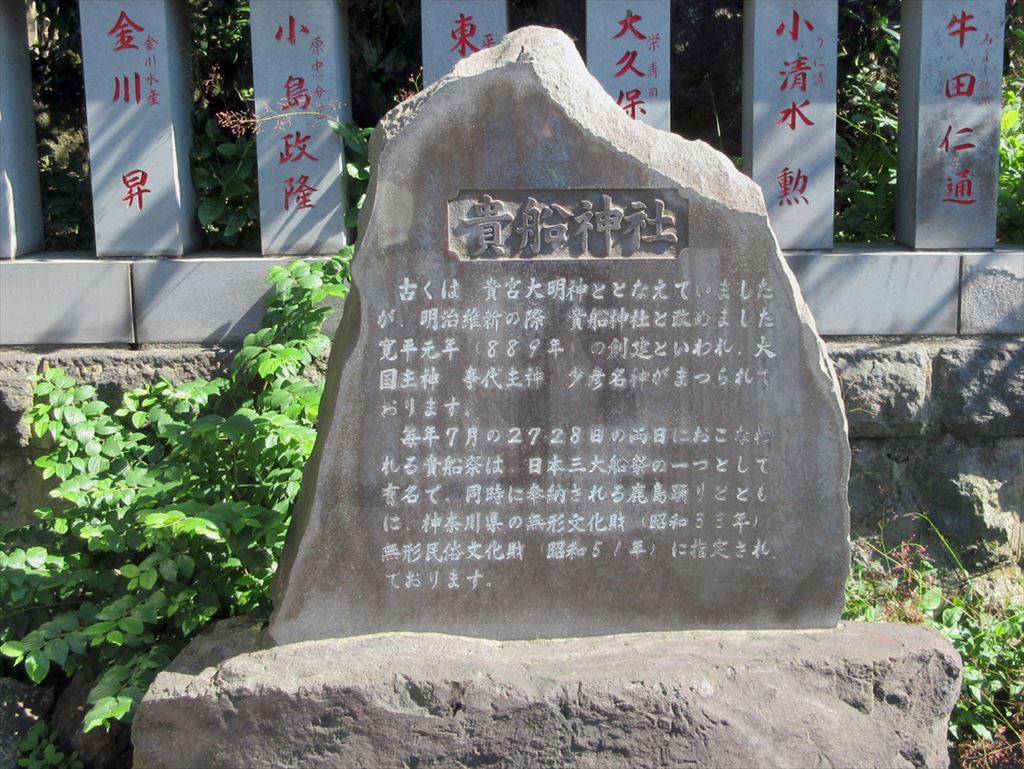 金川昇
金川水産
小島政隆
東
大久保
小清水勲
牛田仁通
貴船神社
古くは 貴宮大明神ととなえていました
が、明治維新の際 貴船神社と改めました
寛平元年(889年)の創建といわれ、大
国主神 事代主神 少彦名神がまつられて
おります。
毎年7月の27・28日の両日におこなわ
れる貴船祭は、日本三大船祭の一つとして
有名で、同時に奉納される鹿島踊りととも
に、神奈川県の無形文化財(昭和35年)
無形民俗文化財(昭和51年)に指定され
ております。